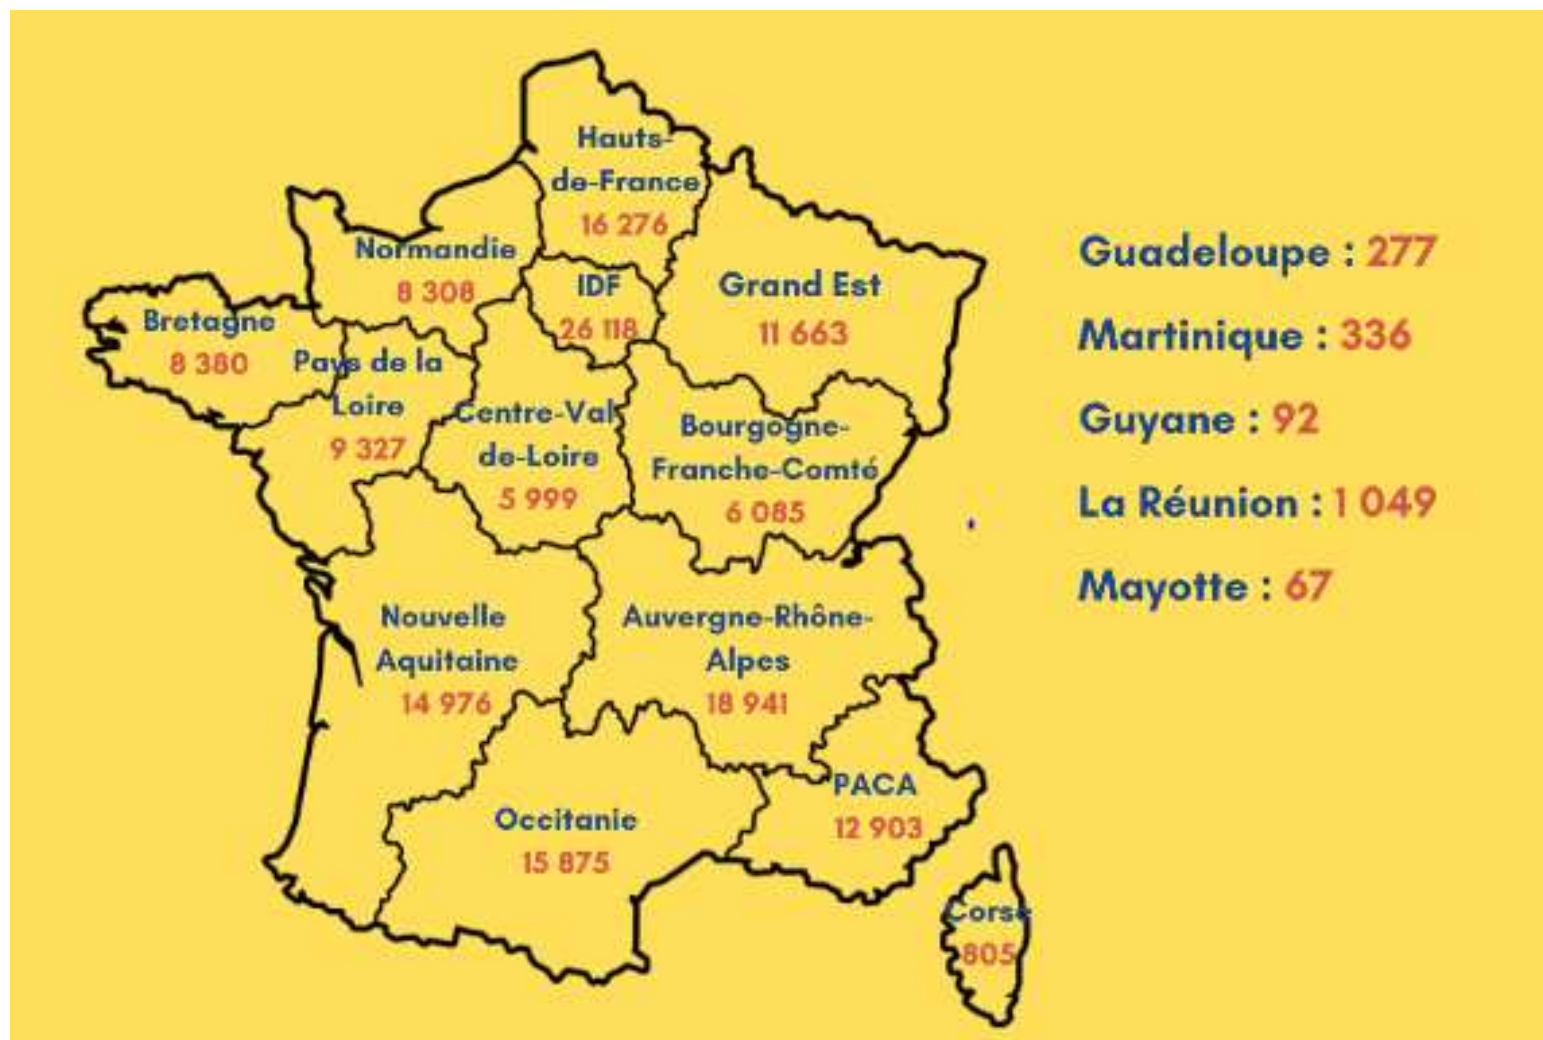 Hauts-
de-France
16 276
Normandie
8 308
IDF
26 118
Grand Est
11 663
Bretagne
8 380
Pays de la
Loire
9 327
Centre-Val
de-Loire
5 999
Bourgogne-
Franche-Comté
6 085
Nouvelle
Aquitaine
14 976
Auvergne-Rhône-
Alpes
18 941
Occitanie
15 875
PACA
12 903
Corse
805
Guadeloupe : 277
Martinique : 336
Guyane : 92
La Réunion : 1 049
Mayotte : 67